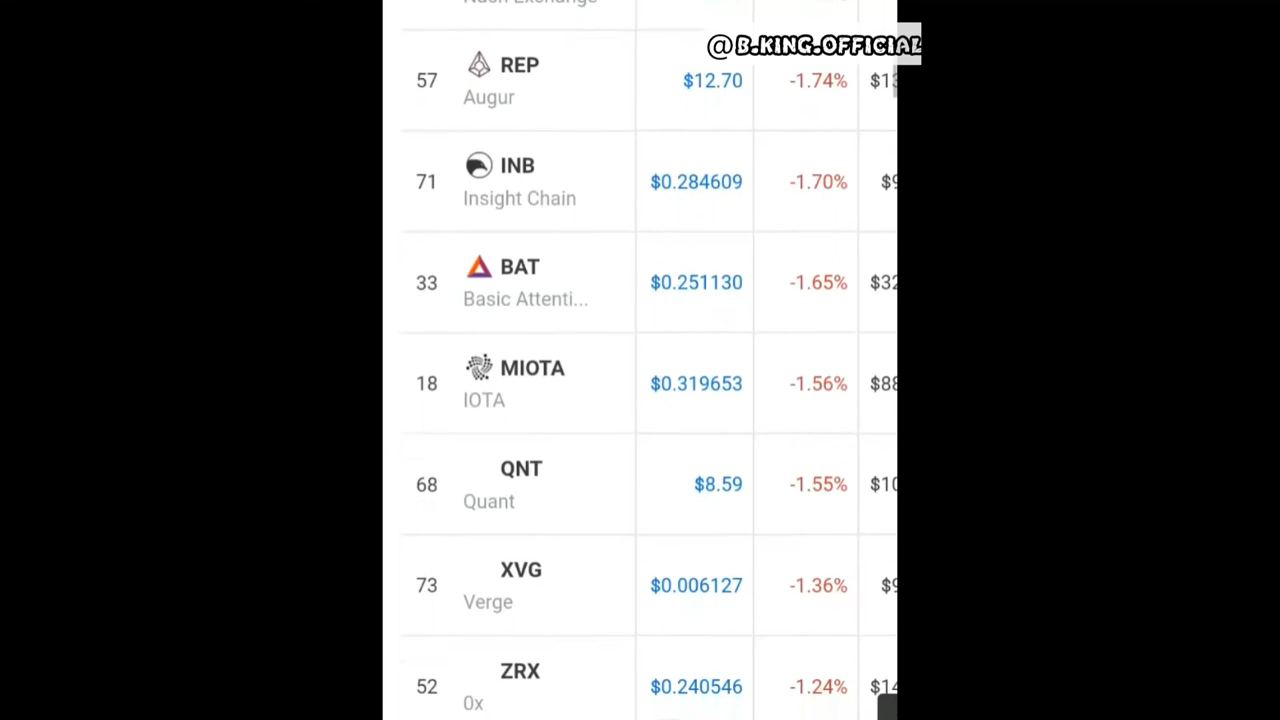 @B.KING.OFFICIAL
57 REP $12.70 -1.74%
Augur
71 INB $0.284609 -1.70%
Insight Chain
33 BAT $0.251130 -1.65%
Basic Attenti...
18 MIOTA $0.319653 -1.56%
IOTA
68 QNT $8.59 -1.55%
Quant
73 XVG $0.006127 -1.36%
Verge
52 ZRX $0.240546 -1.24%
0x